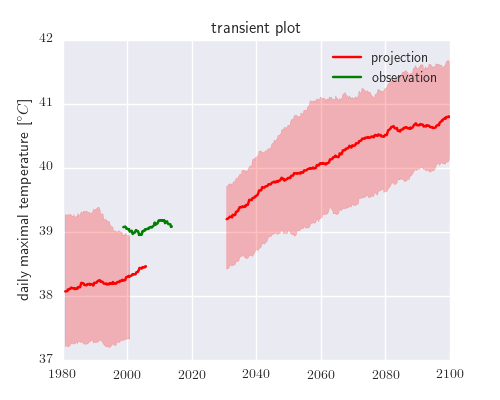 transient plot
projection
observation
daily maximal temperature [°C]
42
41
40
39
38
37
1980 2000 2020 2040 2060 2080 2100